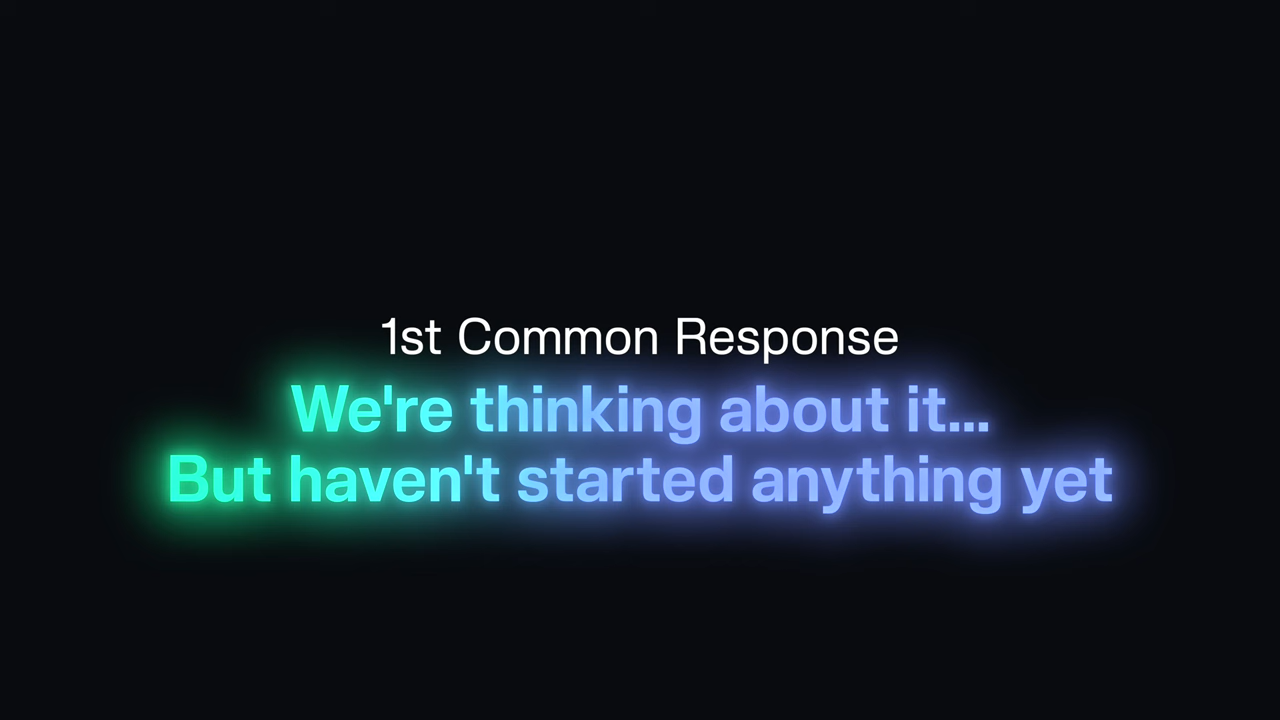 1st Common Response
We're thinking about it...
But haven't started anything yet